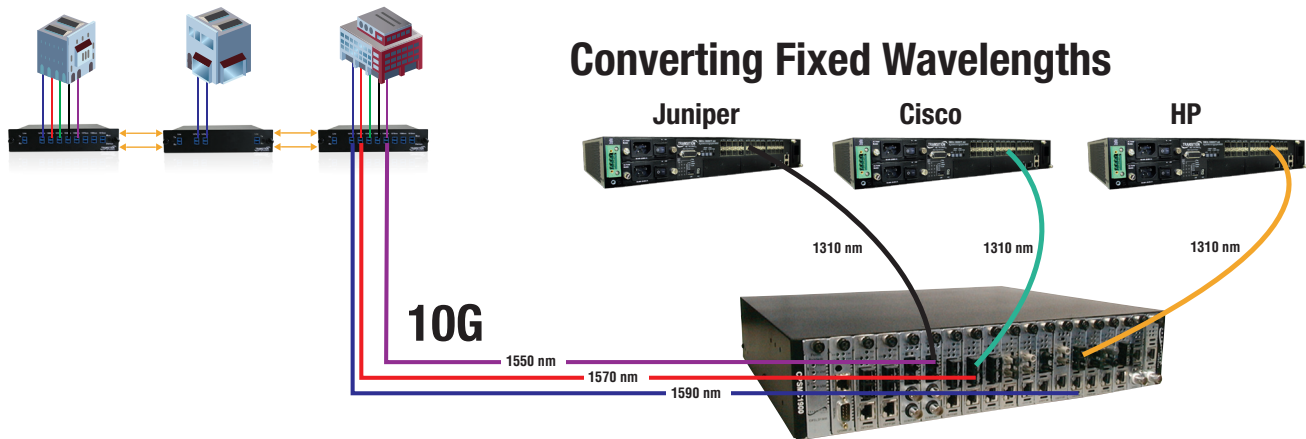 Converting Fixed Wavelengths
Juniper
Cisco
HP
1310 nm
1310 nm
1310 nm
10G
1550 nm
1570 nm
1590 nm